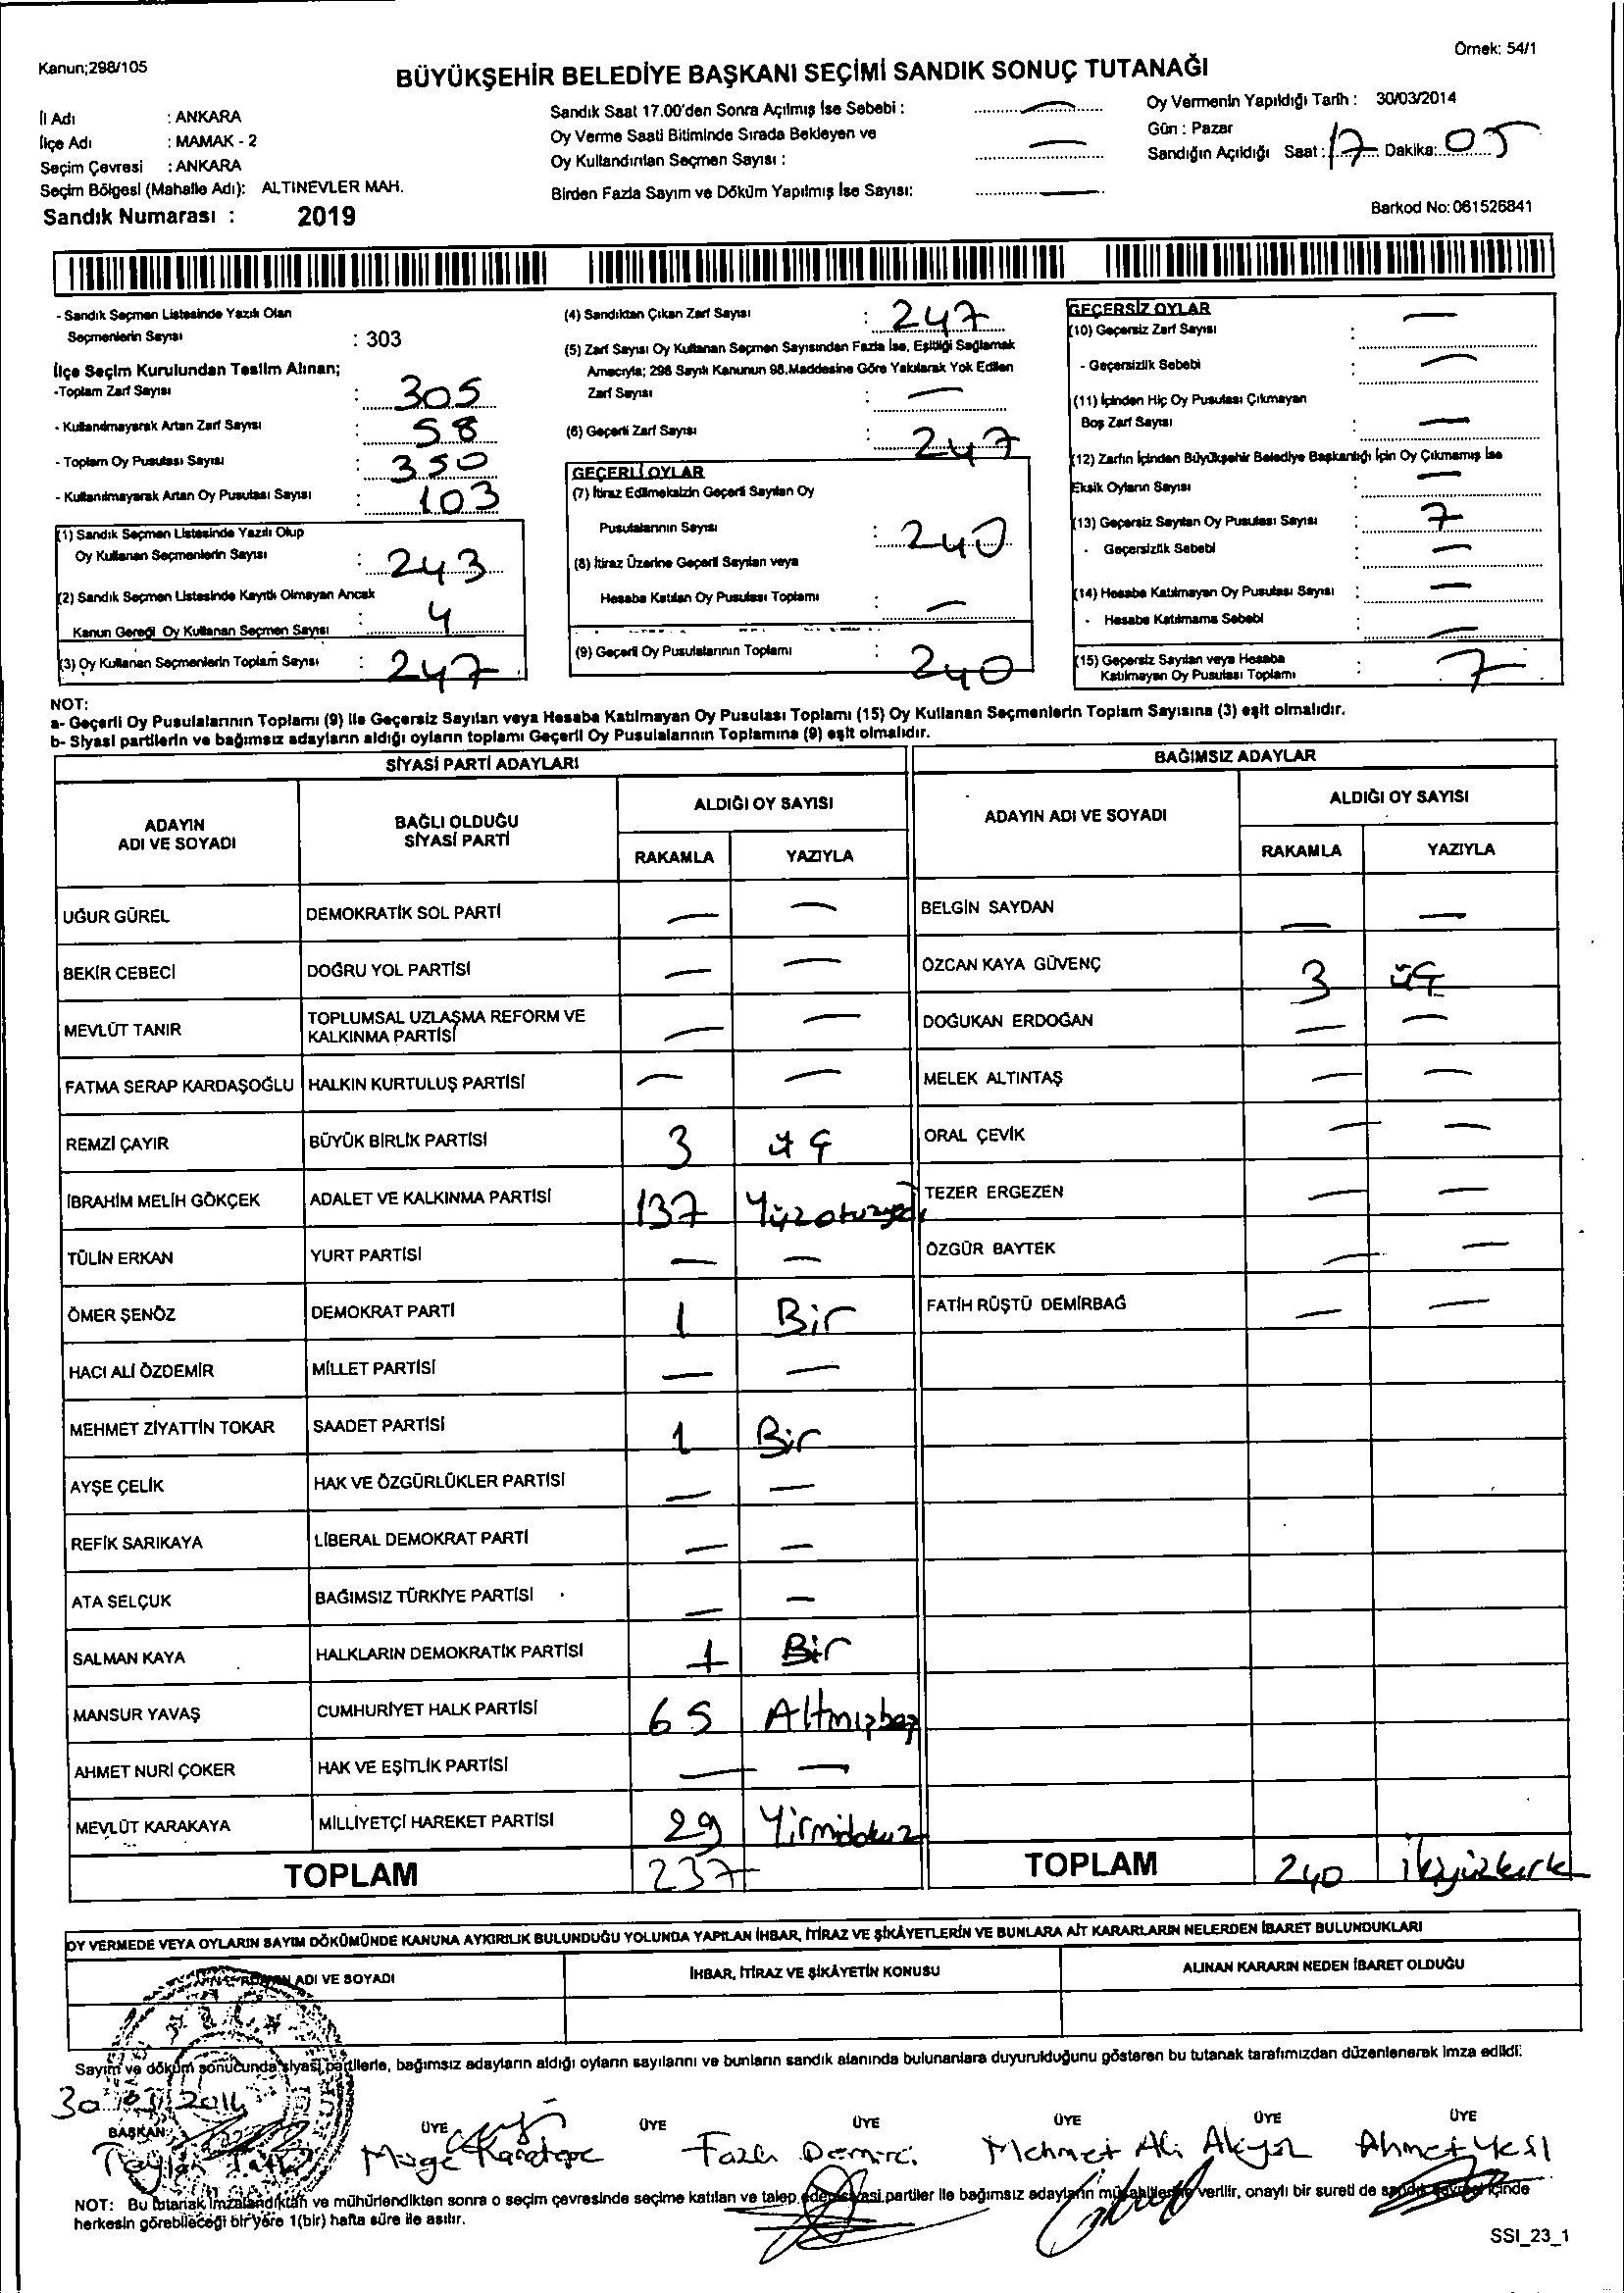 Kanun;298/105
Örnek: 54/1
BÜYÜKŞEHİR BELEDİYE BAŞKANI SEÇİMİ SANDIK SONUÇ TUTANAĞI
İl Adı : ANKARA
İlçe Adı : MAMAK - 2
Seçim Çevresi : ANKARA
Seçim Bölgesi (Mahalle Adı): ALTINEVLER MAH.
Sandık Numarası : 2019
Sandık Saat 17.00'den Sonra Açılmış İse Sebebi : —
Oy Verme Saati Bitiminde Sırada Bekleyen ve
Oy Kullandırılan Seçmen Sayısı : —
Birden Fazla Sayım ve Döküm Yapılmış İse Sayısı: —
Oy Vermenin Yapıldığı Tarih : 30/03/2014
Gün : Pazar
Sandığın Açıldığı Saat : 17 Dakika: 05
Barkod No: 061526841
- Sandık Seçmen Listesinde Yazılı Olan
Seçmenlerin Sayısı : 303
İlçe Seçim Kurulundan Teslim Alınan;
-Toplam Zarf Sayısı : 305
- Kullanılmayarak Artan Zarf Sayısı : 58
- Toplam Oy Pusulası Sayısı : 350
- Kullanılmayarak Artan Oy Pusulası Sayısı : 103
(1) Sandık Seçmen Listesinde Yazılı Olup
Oy Kullanan Seçmenlerin Sayısı : 243
(2) Sandık Seçmen Listesinde Kayıtlı Olmayan Ancak
Kanun Gereği Oy Kullanan Seçmen Sayısı : 4
(3) Oy Kullanan Seçmenlerin Toplam Sayısı : 247
(4) Sandıktan Çıkan Zarf Sayısı : 247
(5) Zarf Sayısı Oy Kullanan Seçmen Sayısından Fazla İse, Eşitliği Sağlamak
Amacıyla; 298 Sayılı Kanunun 98.Maddesine Göre Yakılarak Yok Edilen
Zarf Sayısı : —
(6) Geçerli Zarf Sayısı : 247
GEÇERLİ OYLAR
(7) İtiraz Edilmeksizin Geçerli Sayılan Oy
Pusulalarının Sayısı : 240
(8) İtiraz Üzerine Geçerli Sayılan veya
Hesaba Katılan Oy Pusulası Toplamı : —
(9) Geçerli Oy Pusulalarının Toplamı : 240
GEÇERSİZ OYLAR
(10) Geçersiz Zarf Sayısı : —
- Geçersizlik Sebebi : —
(11) İçinden Hiç Oy Pusulası Çıkmayan
Boş Zarf Sayısı : —
(12) Zarfın İçinden Büyükşehir Belediye Başkanlığı İçin Oy Çıkmamış İse
Eksik Oyların Sayısı : —
(13) Geçersiz Sayılan Oy Pusulası Sayısı : 7
- Geçersizlik Sebebi : —
(14) Hesaba Katılmayan Oy Pusulası Sayısı : —
- Hesaba Katılmama Sebebi : —
(15) Geçersiz Sayılan veya Hesaba
Katılmayan Oy Pusulası Toplamı : 7
NOT:
a- Geçerli Oy Pusulalarının Toplamı (9) ile Geçersiz Sayılan veya Hesaba Katılmayan Oy Pusulası Toplamı (15) Oy Kullanan Seçmenlerin Toplam Sayısına (3) eşit olmalıdır.
b- Siyasi partilerin ve bağımsız adayların aldığı oyların toplamı Geçerli Oy Pusulalarının Toplamına (9) eşit olmalıdır.
SİYASİ PARTİ ADAYLARI
ADAYIN ADI VE SOYADI BAĞLI OLDUĞU SİYASİ PARTİ ALDIĞI OY SAYISI RAKAMLA YAZIYLA
UĞUR GÜREL DEMOKRATİK SOL PARTİ — —
BEKİR CEBECİ DOĞRU YOL PARTİSİ — —
MEVLÜT TANIR TOPLUMSAL UZLAŞMA REFORM VE KALKINMA PARTİSİ — —
FATMA SERAP KARDAŞOĞLU HALKIN KURTULUŞ PARTİSİ — —
REMZİ ÇAYIR BÜYÜK BİRLİK PARTİSİ 3 üç
İBRAHİM MELİH GÖKÇEK ADALET VE KALKINMA PARTİSİ 137 Yüzotuzyedi
TÜLİN ERKAN YURT PARTİSİ — —
ÖMER ŞENÖZ DEMOKRAT PARTİ 1 Bir
HACI ALİ ÖZDEMİR MİLLET PARTİSİ — —
MEHMET ZİYATTİN TOKAR SAADET PARTİSİ 1 Bir
AYŞE ÇELİK HAK VE ÖZGÜRLÜKLER PARTİSİ — —
REFİK SARIKAYA LİBERAL DEMOKRAT PARTİ — —
ATA SELÇUK BAĞIMSIZ TÜRKİYE PARTİSİ — —
SALMAN KAYA HALKLARIN DEMOKRATİK PARTİSİ 1 Bir
MANSUR YAVAŞ CUMHURİYET HALK PARTİSİ 65 Altmışbeş
AHMET NURİ ÇOKER HAK VE EŞİTLİK PARTİSİ — —
MEVLÜT KARAKAYA MİLLİYETÇİ HAREKET PARTİSİ 29 Yirmidokuz
TOPLAM 237
BAĞIMSIZ ADAYLAR
ADAYIN ADI VE SOYADI ALDIĞI OY SAYISI RAKAMLA YAZIYLA
BELGİN SAYDAN — —
ÖZCAN KAYA GÜVENÇ 3 üç
DOĞUKAN ERDOĞAN — —
MELEK ALTINTAŞ — —
ORAL ÇEVİK — —
TEZER ERGEZEN — —
ÖZGÜR BAYTEK — —
FATİH RÜŞTÜ DEMİRBAĞ — —
TOPLAM 240 ikiyüzkırk
OY VERMEDE VEYA OYLARIN SAYIM DÖKÜMÜNDE KANUNA AYKIRILIK BULUNDUĞU YOLUNDA YAPILAN İHBAR, İTİRAZ VE ŞİKÂYETLERİN VE BUNLARA AİT KARARLARIN NELERDEN İBARET BULUNDUKLARI
ADI VE SOYADI İHBAR, İTİRAZ VE ŞİKÂYETİN KONUSU ALINAN KARARIN NEDEN İBARET OLDUĞU
Sayım ve döküm sonucunda siyasi partilerle, bağımsız adayların aldığı oyların sayılarını ve bunların sandık alanında bulunanlara duyurulduğunu gösteren bu tutanak tarafımızdan düzenlenerek imza edildi.
30/03/2014
BAŞKAN ÜYE ÜYE ÜYE ÜYE ÜYE ÜYE
Müge Karatepe Fazlı Demirci Mehmet Ali Akyol Ahmet Yeşil
NOT: Bu tutanak imzalandıktan ve mühürlendikten sonra o seçim çevresinde seçime katılan ve talep eden siyasi partiler ile bağımsız adayların müşahitlerine verilir, onaylı bir sureti de sandık çevresi içinde
herkesin görebileceği bir yere 1(bir) hafta süre ile asılır.
SSI_23_1